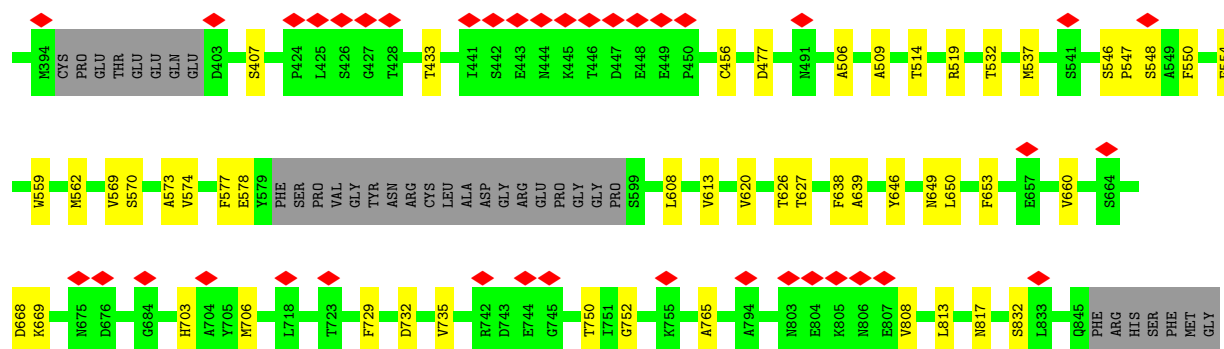 M394 CYS PRO GLU THR GLU GLU GLN GLU D403 S407 P424 L425 S426 G427 T428 T433 I441 S442 E443 N444 K445 T446 D447 E448 E449 P450 C456 D477 N491 A506 A509 T514 R519 T532 M537 S541 S546 P547 S548 A549 F550
W559 M562 V569 S570 A573 V574 F577 E578 Y579 PHE SER PRO VAL GLY TYR ASN ARG CYS LEU ALA ASP GLY ARG GLU PRO GLY GLY PRO S599 L608 V613 V620 T626 T627 F638 A639 Y646 N649 L650 F653 E657 V660 S664
D668 K669 N675 D676 G684 H703 A704 Y705 M706 L718 T723 F729 D732 V735 R742 D743 E744 G745 T750 I751 G752 K755 A765 A794 N803 E804 K805 N806 E807 V808 L813 N817 S832 L833 Q845 PHE ARG HIS SER PHE MET GLY